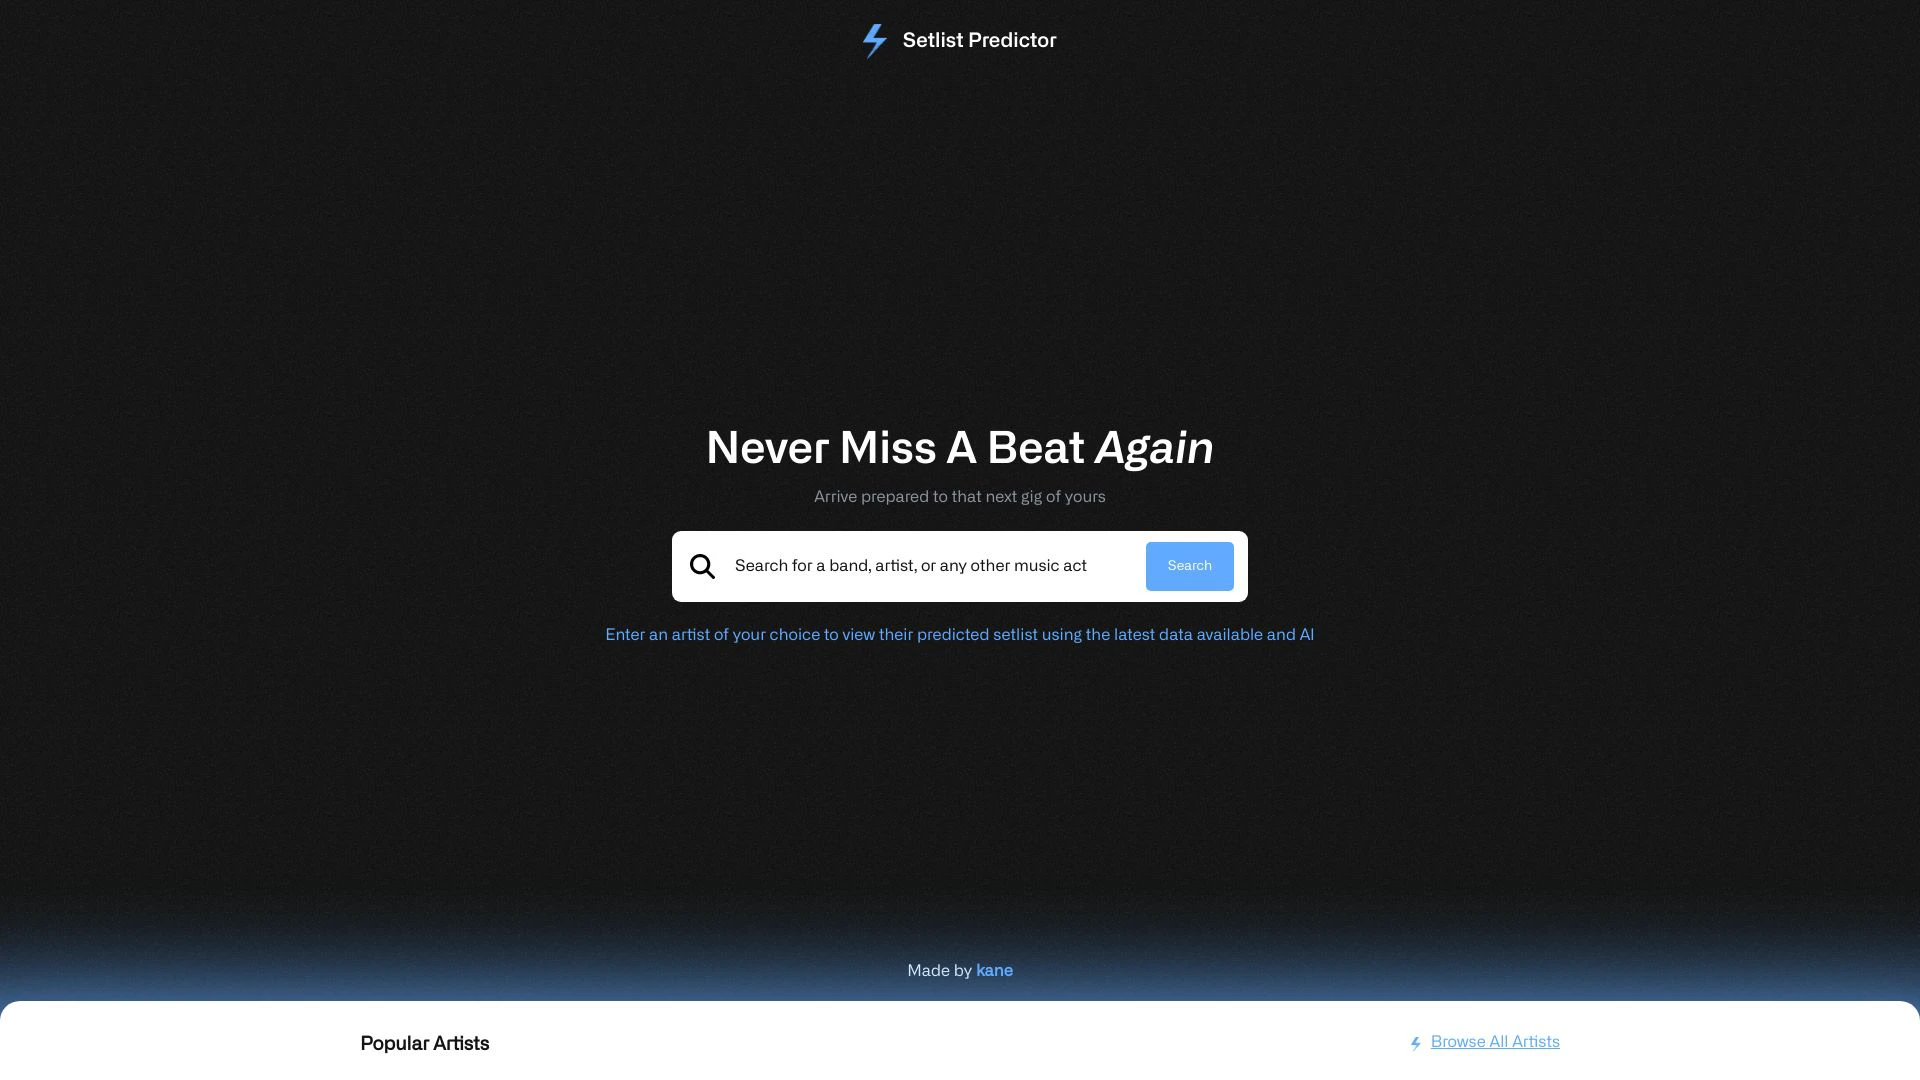 Setlist Predictor
Never Miss A Beat Again
Arrive prepared to that next gig of yours
Search for a band, artist, or any other music act
Search
Enter an artist of your choice to view their predicted setlist using the latest data available and AI
Made by kane
Popular Artists
Browse All Artists